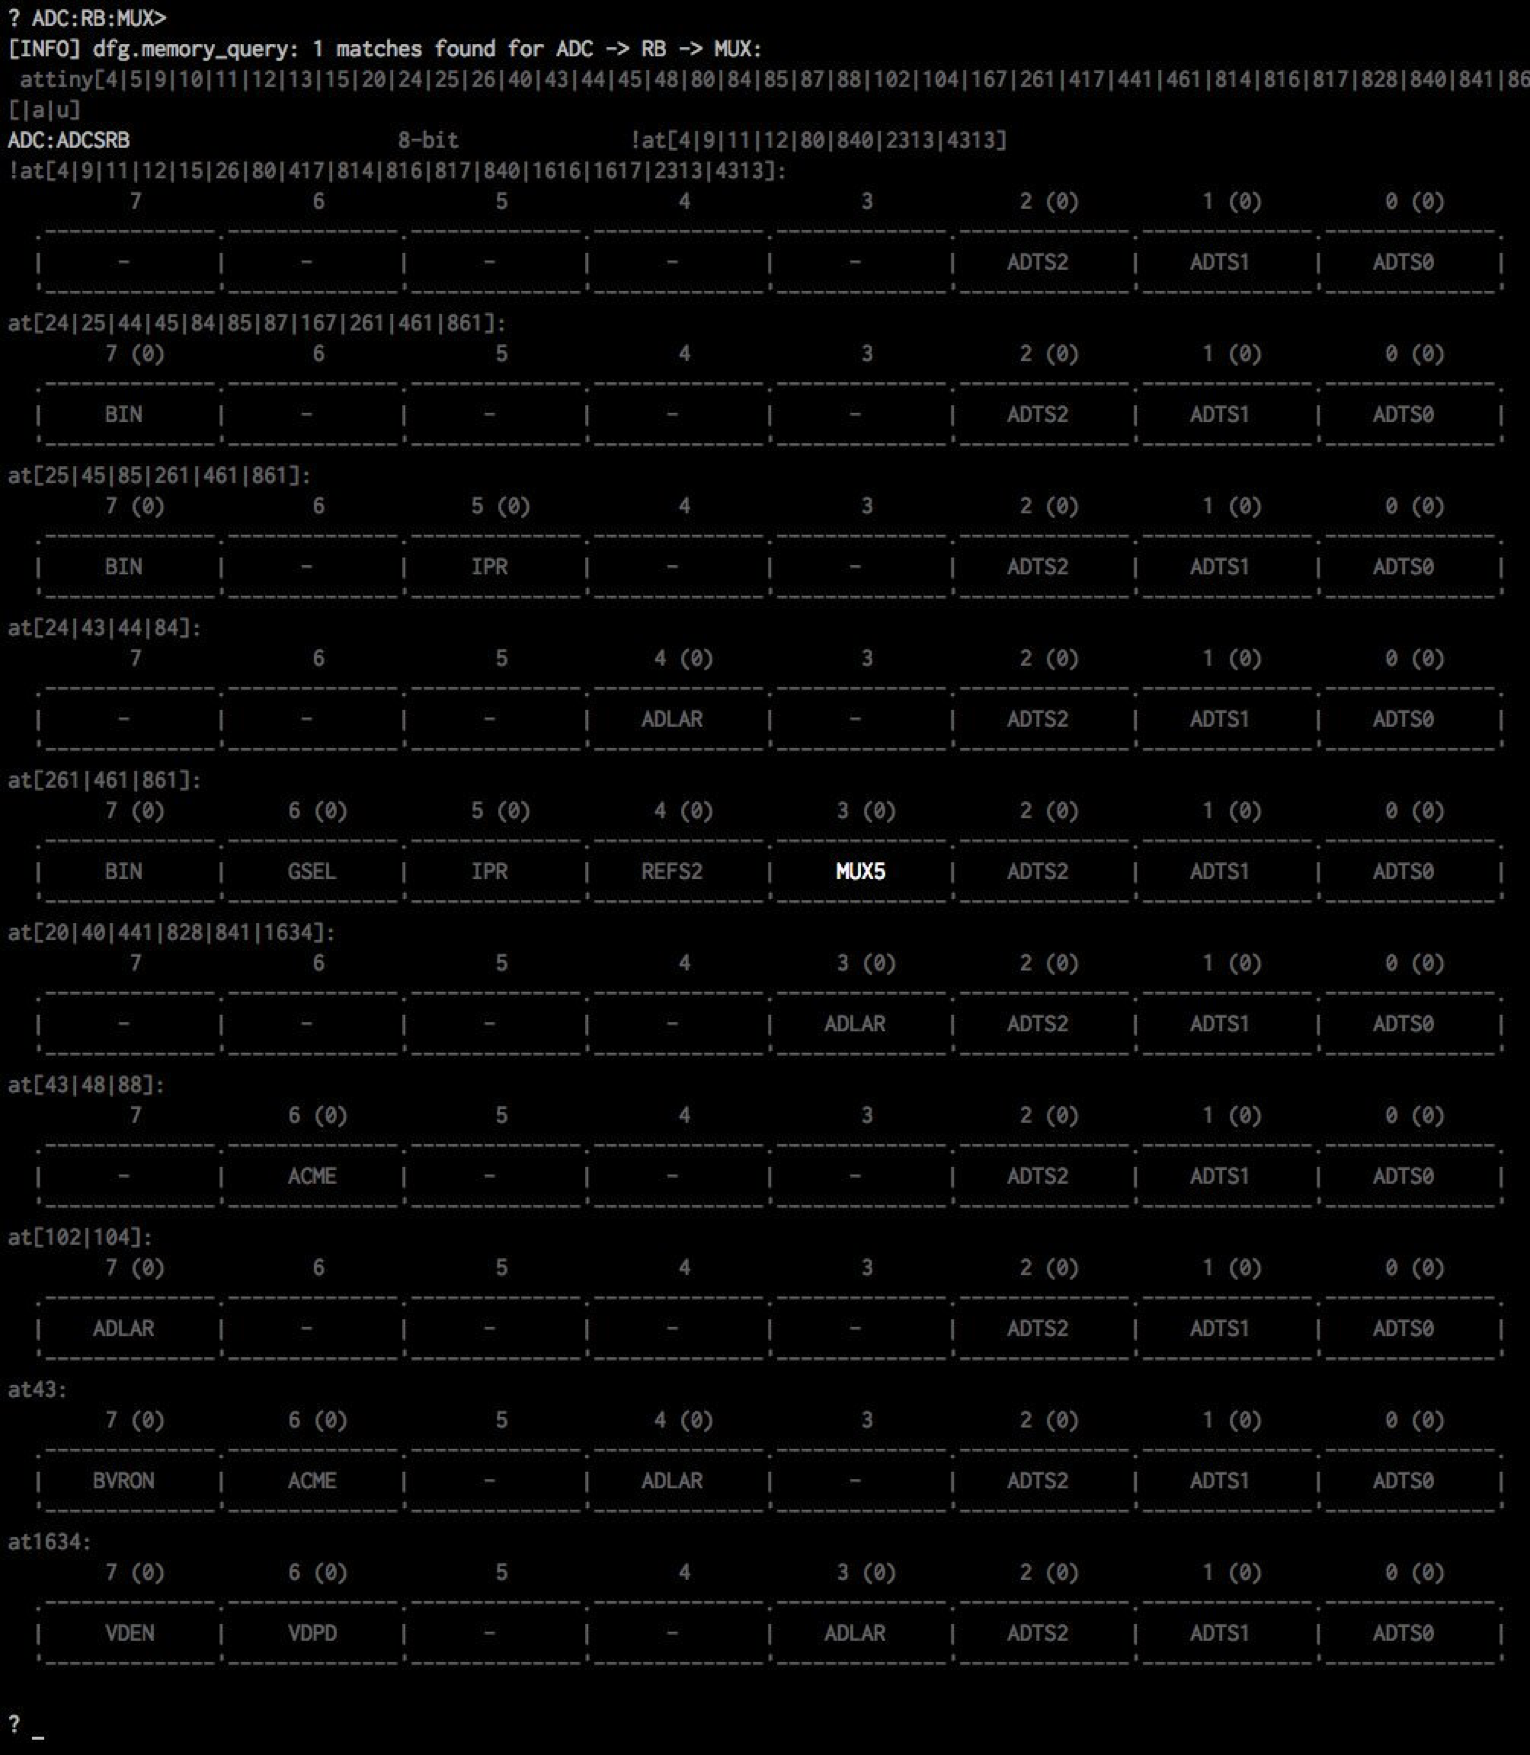 ? ADC:RB:MUX>
[INFO] dfg.memory_query: 1 matches found for ADC -> RB -> MUX:
attiny[4|5|9|10|11|12|13|15|20|24|25|26|40|43|44|45|48|80|84|85|87|88|102|104|167|261|417|441|461|814|816|817|828|840|841|86
[|a|u]
ADC:ADCSRB 8-bit !at[4|9|11|12|80|840|2313|4313]
!at[4|9|11|12|15|26|80|417|814|816|817|840|1616|1617|2313|4313]:
7 6 5 4 3 2 (0) 1 (0) 0 (0)
| - | - | - | - | - | ADTS2 | ADTS1 | ADTS0 |
at[24|25|44|45|84|85|87|167|261|461|861]:
7 (0) 6 5 4 3 2 (0) 1 (0) 0 (0)
| BIN | - | - | - | - | ADTS2 | ADTS1 | ADTS0 |
at[25|45|85|261|461|861]:
7 (0) 6 5 (0) 4 3 2 (0) 1 (0) 0 (0)
| BIN | - | IPR | - | - | ADTS2 | ADTS1 | ADTS0 |
at[24|43|44|84]:
7 6 5 4 (0) 3 2 (0) 1 (0) 0 (0)
| - | - | - | ADLAR | - | ADTS2 | ADTS1 | ADTS0 |
at[261|461|861]:
7 (0) 6 (0) 5 (0) 4 (0) 3 (0) 2 (0) 1 (0) 0 (0)
| BIN | GSEL | IPR | REFS2 | MUX5 | ADTS2 | ADTS1 | ADTS0 |
at[20|40|441|828|841|1634]:
7 6 5 4 3 (0) 2 (0) 1 (0) 0 (0)
| - | - | - | - | ADLAR | ADTS2 | ADTS1 | ADTS0 |
at[43|48|88]:
7 6 (0) 5 4 3 2 (0) 1 (0) 0 (0)
| - | ACME | - | - | - | ADTS2 | ADTS1 | ADTS0 |
at[102|104]:
7 (0) 6 5 4 3 2 (0) 1 (0) 0 (0)
| ADLAR | - | - | - | - | ADTS2 | ADTS1 | ADTS0 |
at43:
7 (0) 6 (0) 5 4 (0) 3 2 (0) 1 (0) 0 (0)
| BVRON | ACME | - | ADLAR | - | ADTS2 | ADTS1 | ADTS0 |
at1634:
7 (0) 6 (0) 5 4 3 (0) 2 (0) 1 (0) 0 (0)
| VDEN | VDPD | - | - | ADLAR | ADTS2 | ADTS1 | ADTS0 |
? _